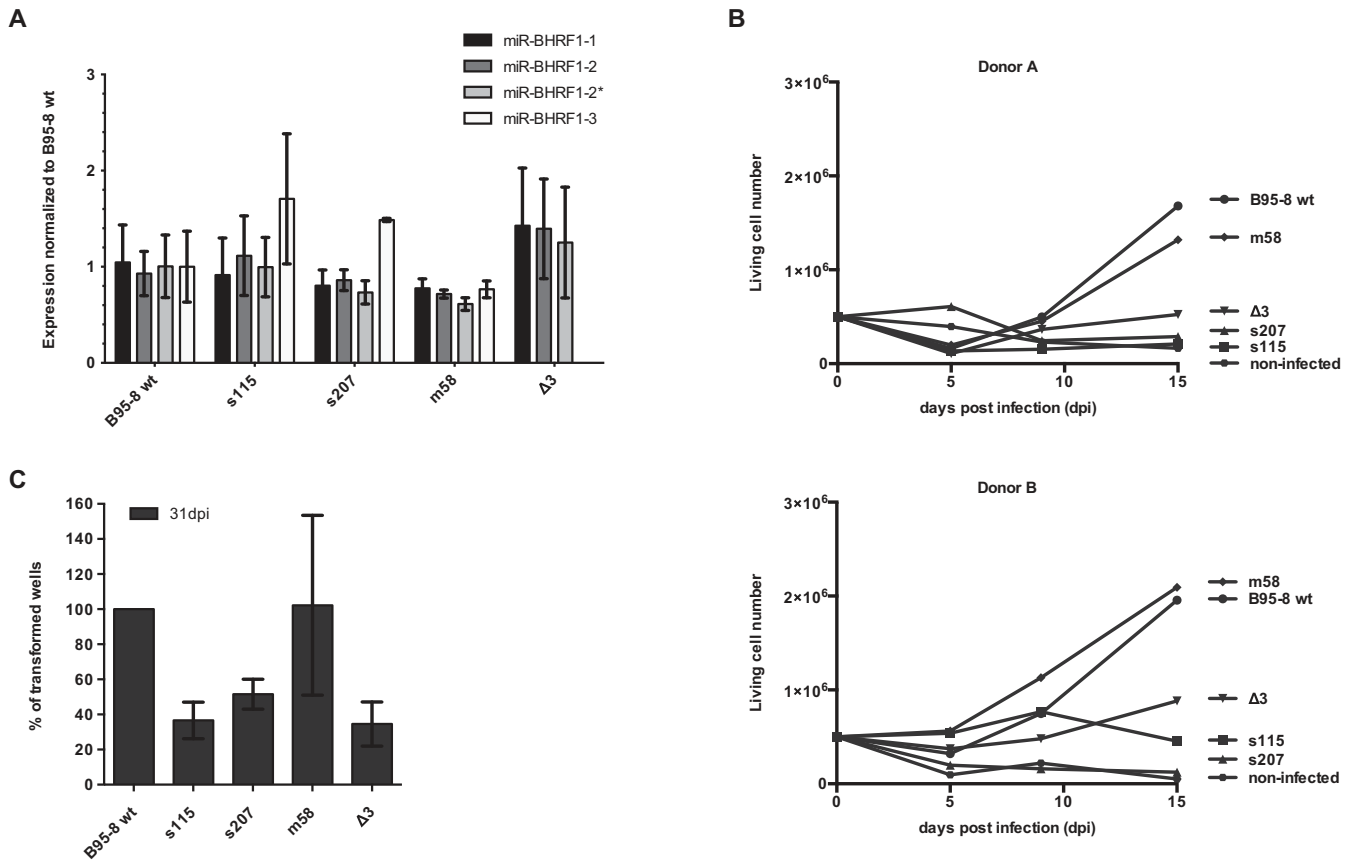 A
miR-BHRF1-1
miR-BHRF1-2
miR-BHRF1-2*
miR-BHRF1-3
Expression normalized to B95-8 wt
3
2
1
0
B95-8 wt
s115
s207
m58
Δ3
B
Donor A
Living cell number
3×10⁶
2×10⁶
1×10⁶
0
0
5
10
15
days post infection (dpi)
B95-8 wt
m58
Δ3
s207
s115
non-infected
C
31dpi
% of transformed wells
160
140
120
100
80
60
40
20
0
B95-8 wt
s115
s207
m58
Δ3
Donor B
Living cell number
3×10⁶
2×10⁶
1×10⁶
0
0
5
10
15
days post infection (dpi)
m58
B95-8 wt
Δ3
s115
s207
non-infected